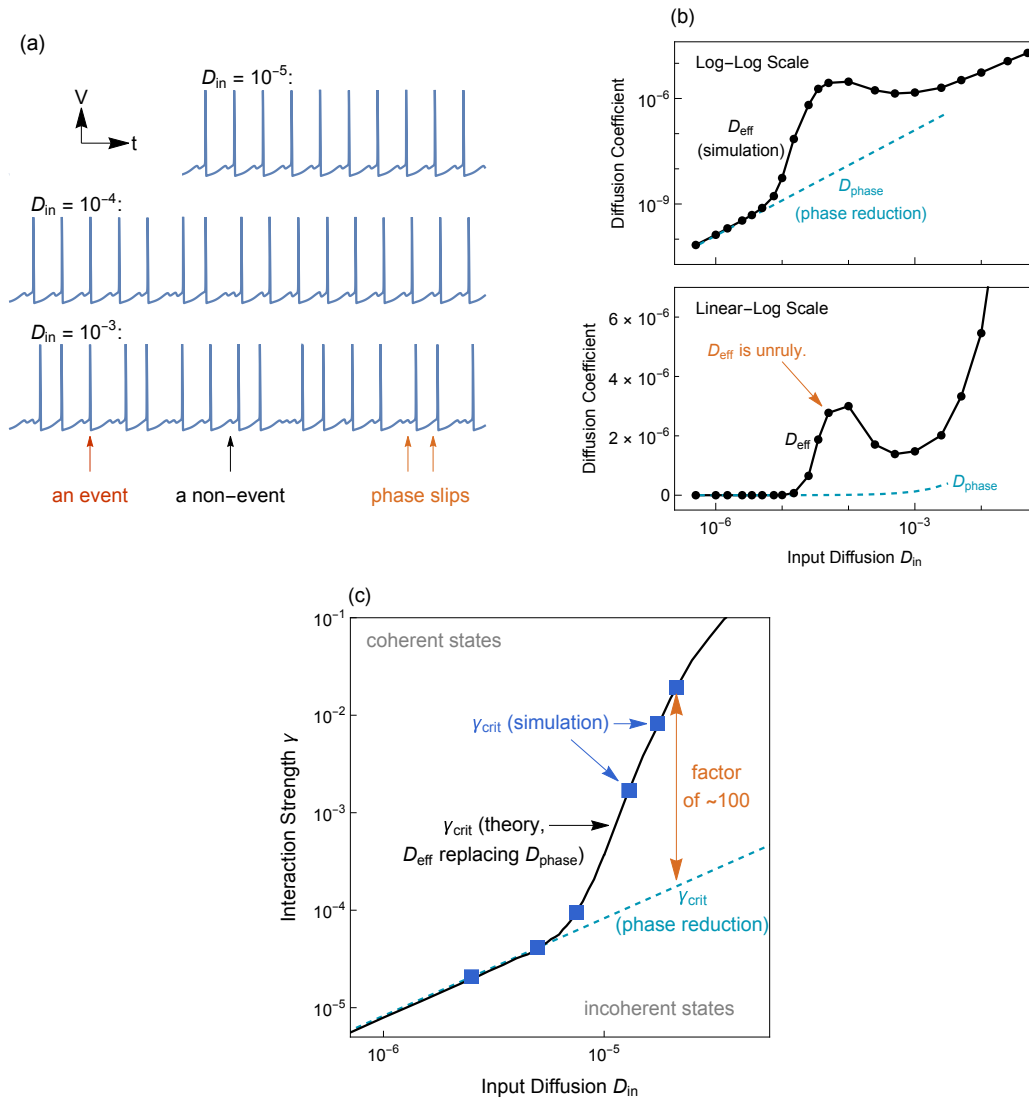 (a)
D_in = 10^-5:
V
t
D_in = 10^-4:
D_in = 10^-3:
an event
a non−event
phase slips
(b)
Log−Log Scale
Diffusion Coefficient
10^-6
10^-9
D_eff
(simulation)
D_phase
(phase reduction)
Linear−Log Scale
Diffusion Coefficient
6 × 10^-6
4 × 10^-6
2 × 10^-6
0
D_eff is unruly.
D_eff
D_phase
10^-6
10^-3
Input Diffusion D_in
(c)
Interaction Strength γ
10^-1
10^-2
10^-3
10^-4
10^-5
coherent states
γ_crit (simulation)
factor
of ~100
γ_crit (theory,
D_eff replacing D_phase)
γ_crit
(phase reduction)
incoherent states
10^-6
10^-5
Input Diffusion D_in